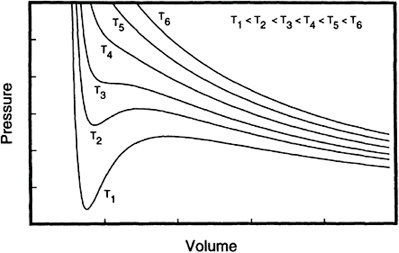 T₅
T₆
T₁ < T₂ < T₃ < T₄ < T₅ < T₆
T₄
T₃
T₂
T₁
Pressure
Volume